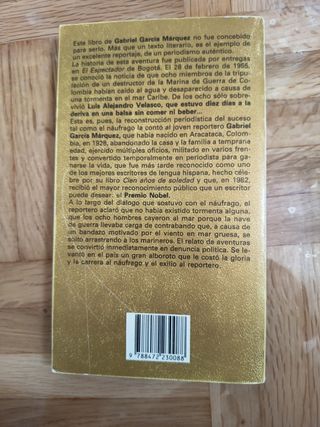 Este libro de Gabriel García Márquez no fue concebido
para serlo. Más que un texto literario, es el ejemplo de
un excelente reportaje, de un periodismo auténtico.
La historia de esta aventura fue publicada por entregas
en El Espectador de Bogotá. El 28 de febrero de 1955,
se conoció la noticia de que ocho miembros de la tripu-
lación de un destructor de la Marina de Guerra de Co-
lombia habían caído al agua y desaparecido a causa de
una tormenta en el mar Caribe. De los ocho sólo sobre-
vivió Luis Alejandro Velasco, que estuvo diez días a la
deriva en una balsa sin comer ni beber...
Esta es, pues, la reconstrucción periodística del suceso
tal como el náufrago la contó al joven reportero Gabriel
García Márquez, que había nacido en Aracataca, Colom-
bia, en 1928, abandonado la casa y la familia a tempra-
na edad, ejercido múltiples oficios, militado en varios frentes
y convertido temporalmente en periodista para ga-
narse la vida, que fue más tarde reconocido como uno
de los mejores escritores de lengua hispana, hecho céle-
bre por su libro Cien años de soledad y que, en 1982,
recibió el mayor reconocimiento público que un escritor
puede desear: el Premio Nobel.
A lo largo del diálogo que sostuvo con el náufrago, el
reportero aclaró que no había existido tormenta alguna,
que los ocho hombres cayeron al mar porque la nave
de guerra llevaba carga de contrabando que, a causa de
un bandazo motivado por el viento en mar gruesa, se
soltó arrastrando a los marineros. El relato de aventuras
se convirtió inmediatamente en denuncia política. Se le-
vantó en el país un gran alboroto que le costó la gloria
y la carrera al náufrago y el exilio al reportero.
9 788472 230088